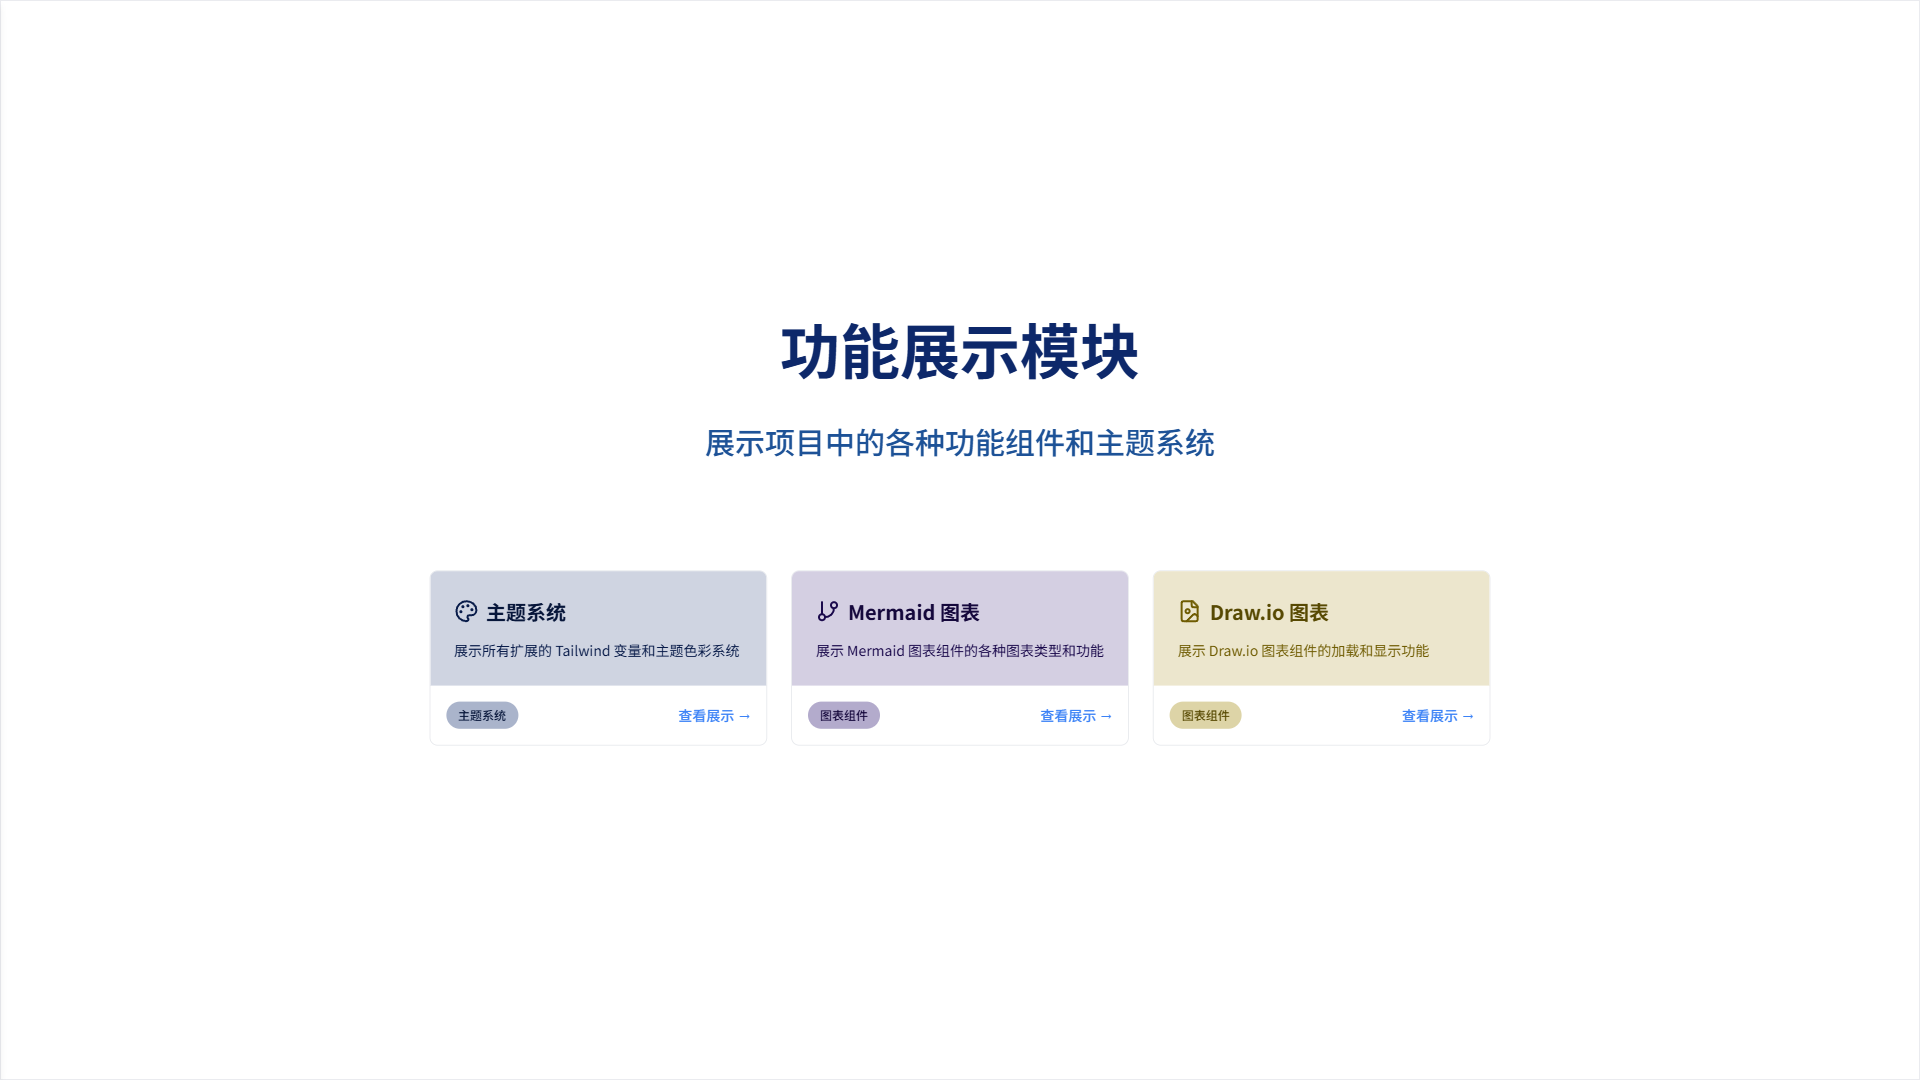 功能展示模块
展示项目中的各种功能组件和主题系统
主题系统
展示所有扩展的 Tailwind 变量和主题色彩系统
主题系统
查看展示 →
Mermaid 图表
展示 Mermaid 图表组件的各种图表类型和功能
图表组件
查看展示 →
Draw.io 图表
展示 Draw.io 图表组件的加载和显示功能
图表组件
查看展示 →